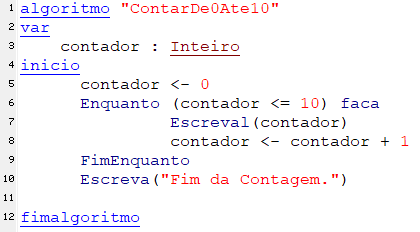 1 algoritmo "ContarDe0Ate10"
2 var
3 contador : Inteiro
4 inicio
5 contador <- 0
6 Enquanto (contador <= 10) faca
7 Escreval(contador)
8 contador <- contador + 1
9 FimEnquanto
10 Escreva("Fim da Contagem.")
11
12 fimalgoritmo